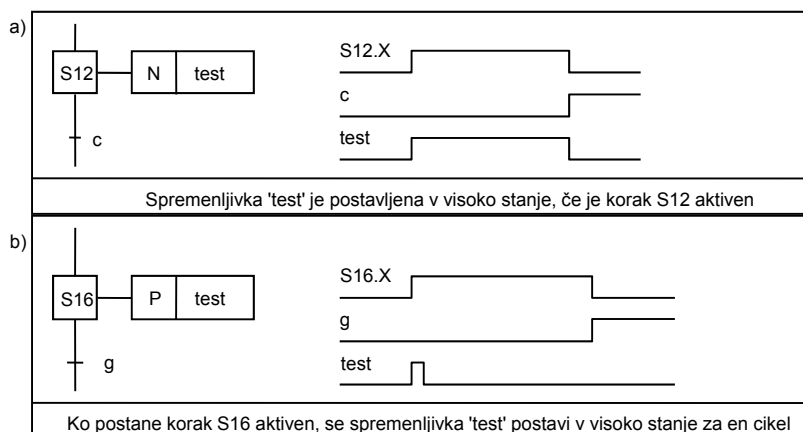 a)
S12 N test
c
S12.X
c
test
Spremenljivka 'test' je postavljena v visoko stanje, če je korak S12 aktiven
b)
S16 P test
g
S16.X
g
test
Ko postane korak S16 aktiven, se spremenljivka 'test' postavi v visoko stanje za en cikel